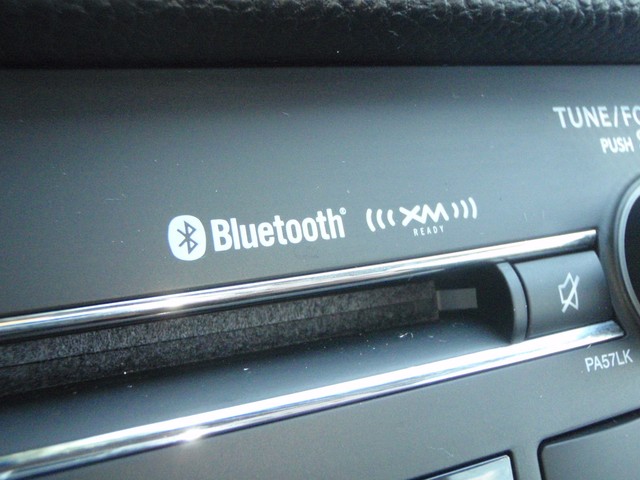 TUNE/FO
PUSH
Bluetooth®
XM
READY
PA57LK